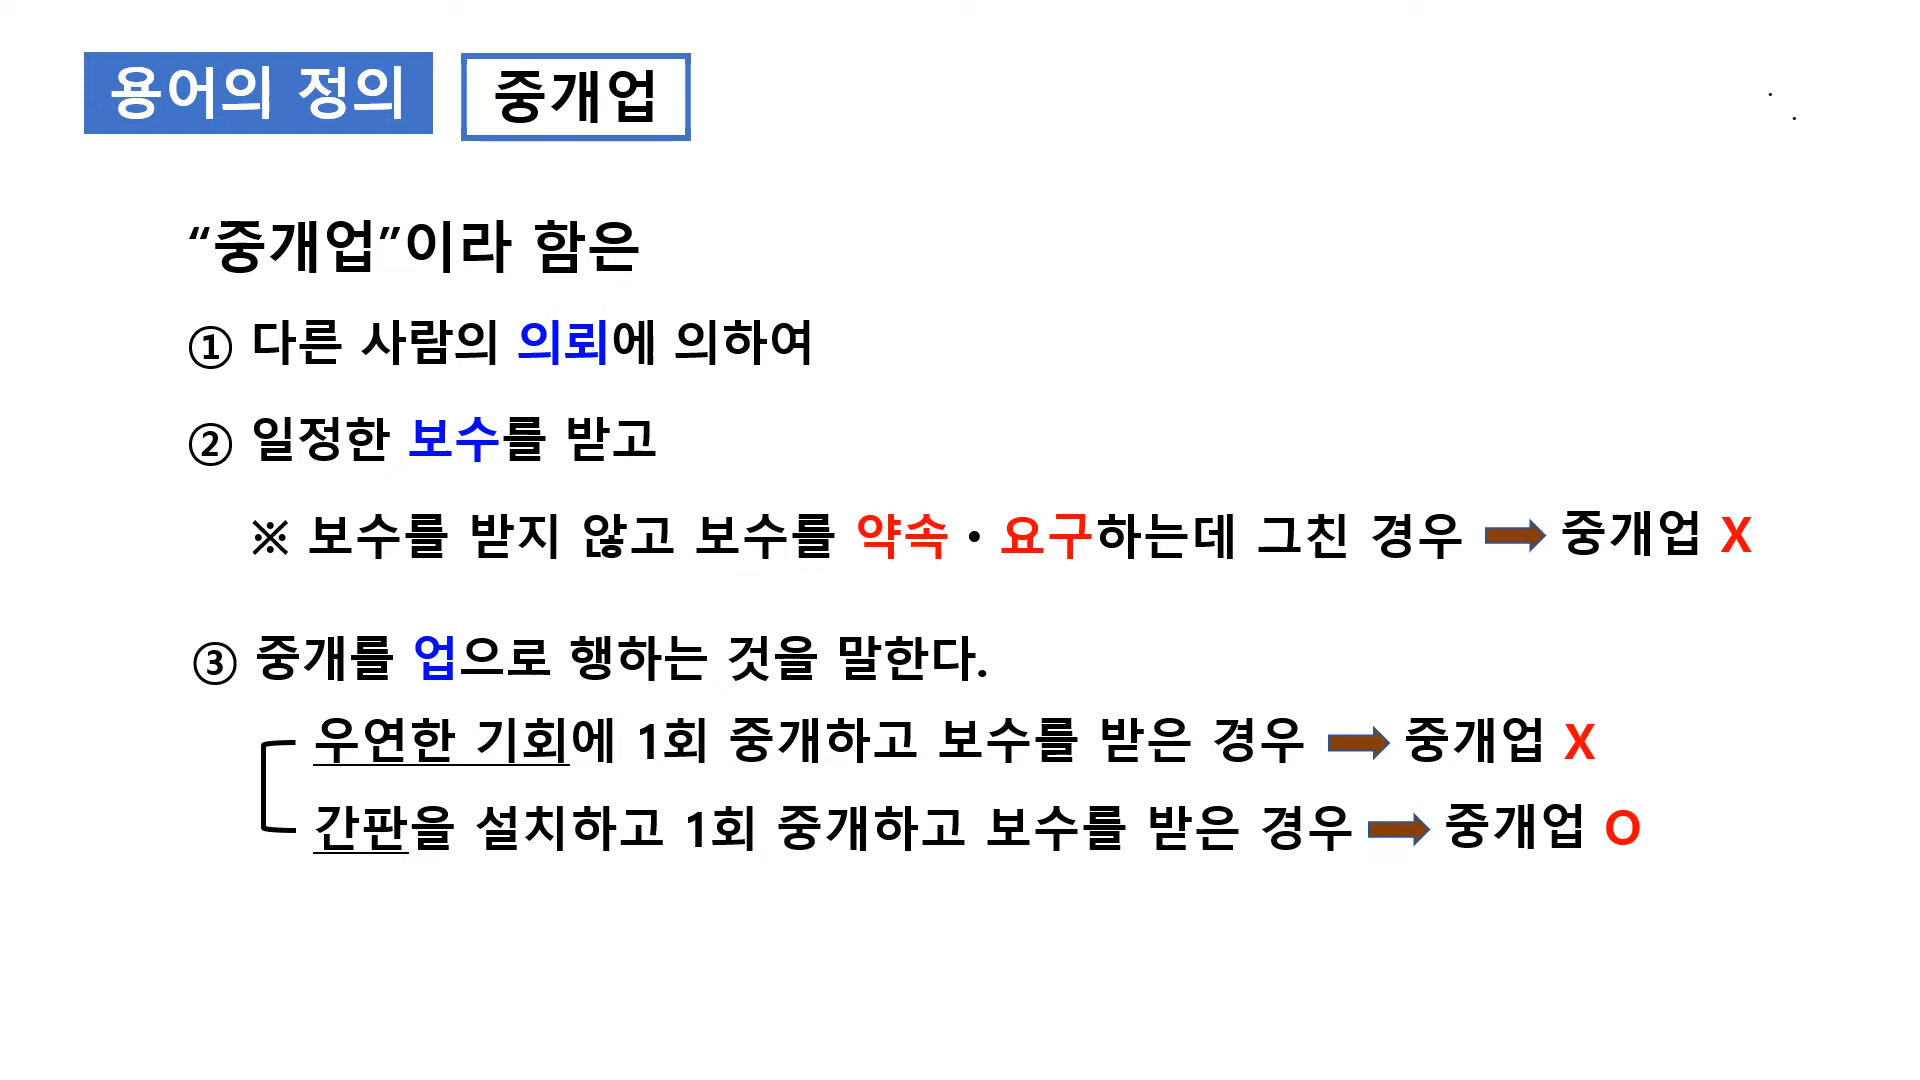 용어의 정의 중개업
“중개업”이라 함은
① 다른 사람의 의뢰에 의하여
② 일정한 보수를 받고
※ 보수를 받지 않고 보수를 약속・요구하는데 그친 경우 ➡ 중개업 X
③ 중개를 업으로 행하는 것을 말한다.
우연한 기회에 1회 중개하고 보수를 받은 경우 ➡ 중개업 X
간판을 설치하고 1회 중개하고 보수를 받은 경우 ➡ 중개업 O